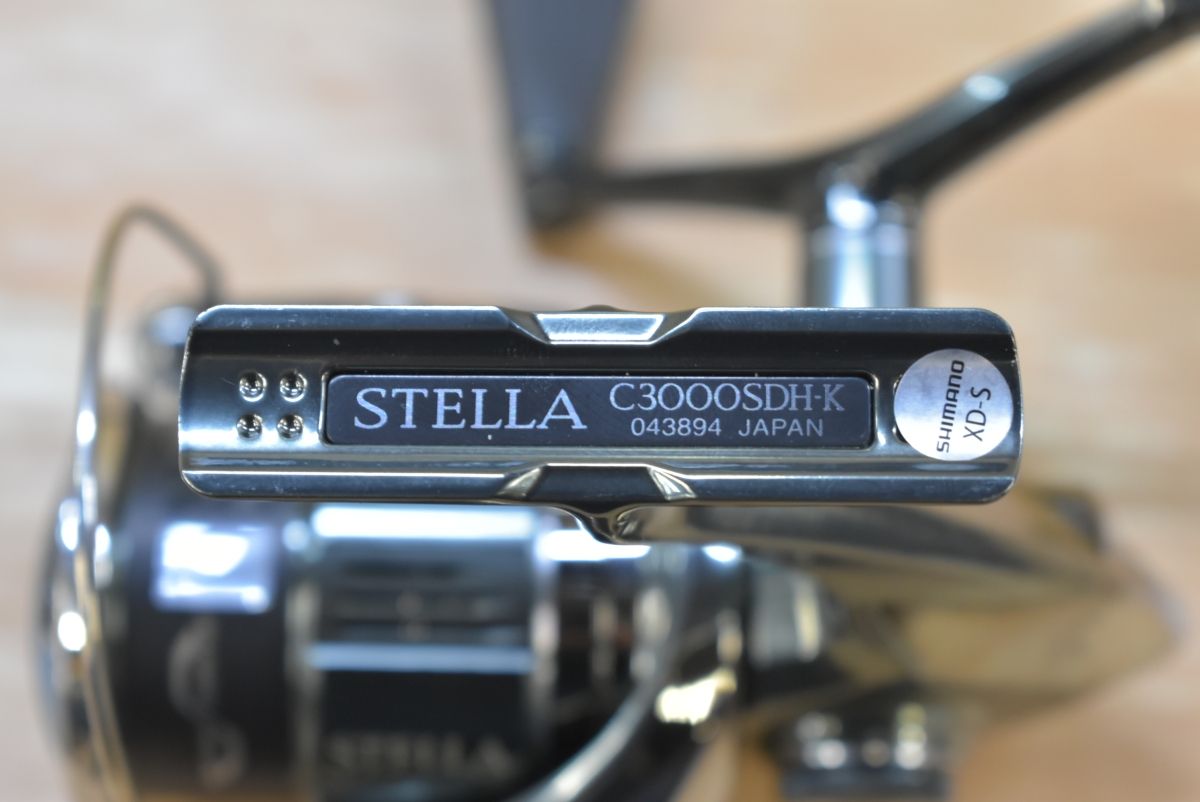 STELLA C3000SDH-K
043894 JAPAN
SHIMANO
XD-S
STELLA